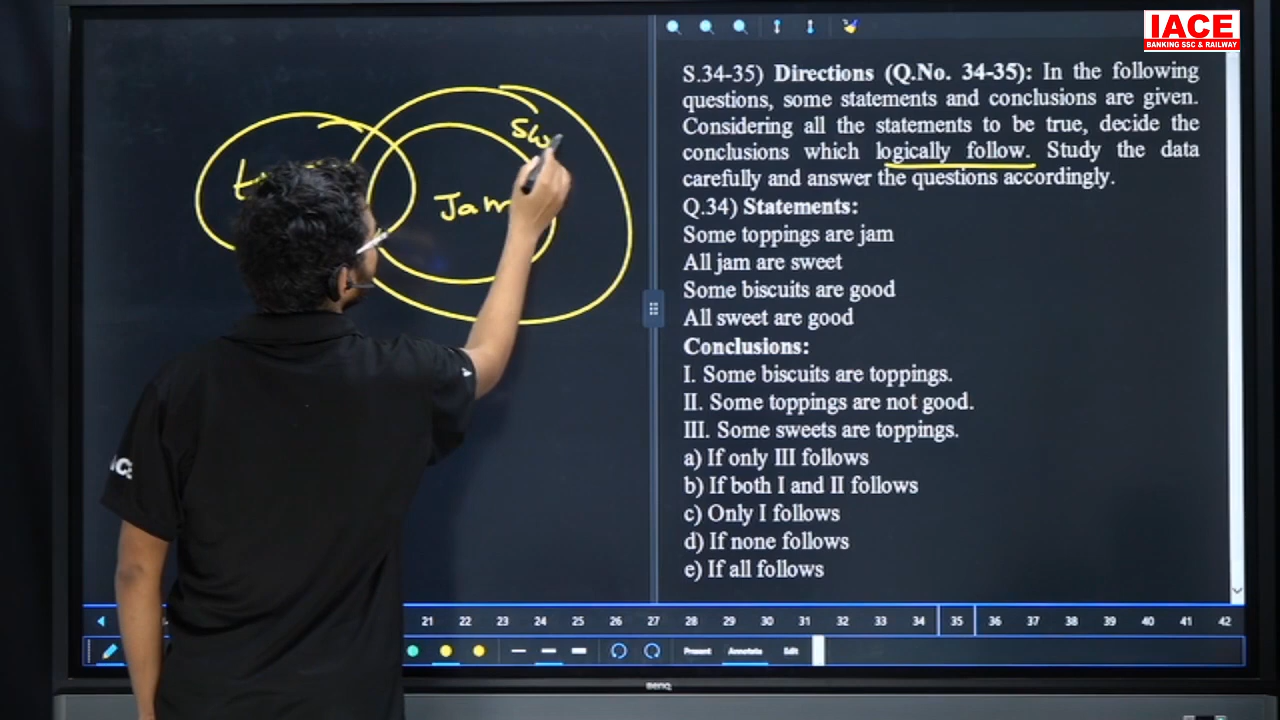 IACE
BANKING SSC & RAILWAY
S.34-35) Directions (Q.No. 34-35): In the following
questions, some statements and conclusions are given.
Considering all the statements to be true, decide the
conclusions which logically follow. Study the data
carefully and answer the questions accordingly.
Q.34) Statements:
Some toppings are jam
All jam are sweet
Some biscuits are good
All sweet are good
Conclusions:
I. Some biscuits are toppings.
II. Some toppings are not good.
III. Some sweets are toppings.
a) If only III follows
b) If both I and II follows
c) Only I follows
d) If none follows
e) If all follows
Sw
Jam
21 22 23 24 25 26 27 28 29 30 31 32 33 34 35 36 37 38 39 40 41 42
Present Annotate Edit
BenQ